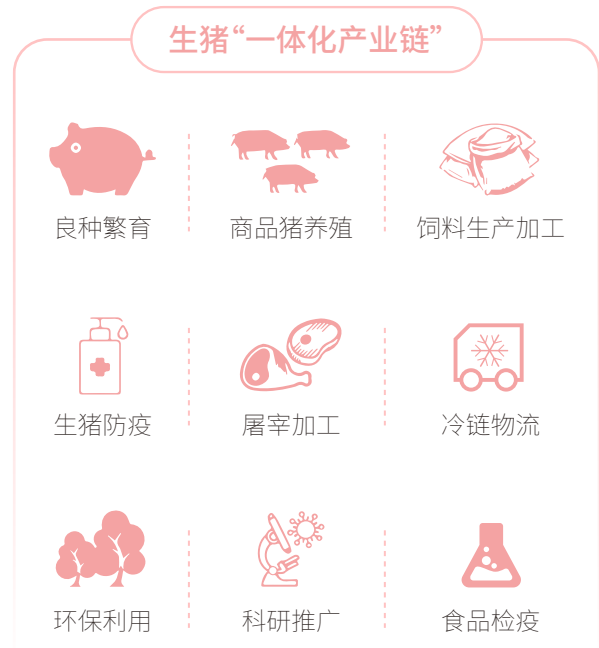 生猪“一体化产业链”
良种繁育
商品猪养殖
饲料生产加工
生猪防疫
屠宰加工
冷链物流
环保利用
科研推广
食品检疫